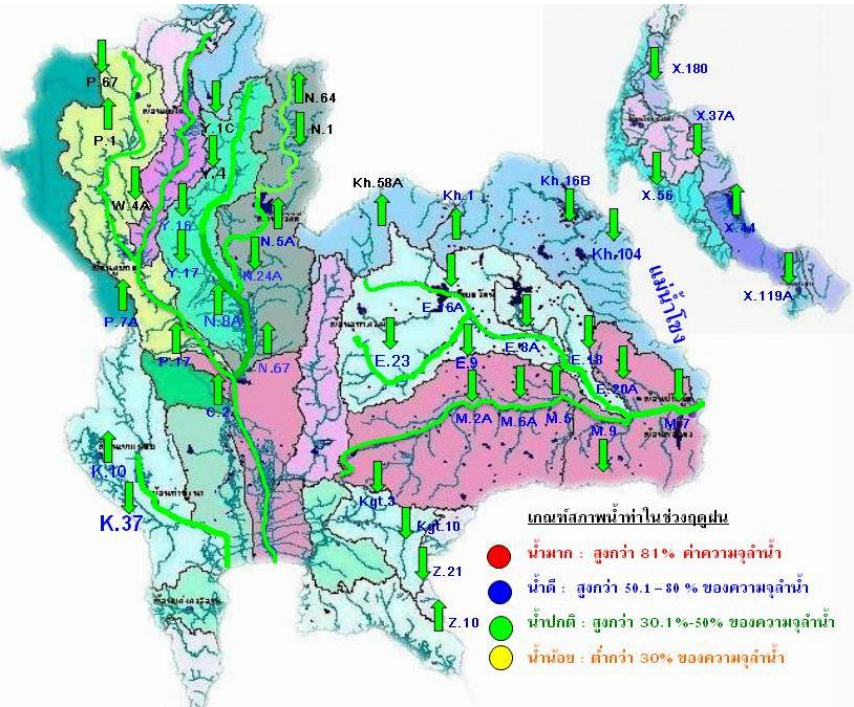 P.67
P.1
W.4A
Y.1C
Y.4
Y.16
Y.17
N.64
N.1
N.5A
N.24A
N.8A
N.67
P.7A
P.17
C.2
K.10
K.37
Kh.58A
Kh.1
Kh.16B
Kh.104
แม่น้ำโขง
E.16A
E.23
E.9
E.8A
E.18
E.20A
M.2A
M.6A
M.5
M.9
M.7
Kgt.3
Kgt.10
Z.21
Z.10
X.180
X.37A
X.56
X.44
X.119A
เกณฑ์สภาพน้ำท่าในช่วงฤดูฝน
น้ำมาก : สูงกว่า 81% ค่าความจุลำน้ำ
น้ำดี : สูงกว่า 50.1 – 80 % ของความจุลำน้ำ
น้ำปกติ : สูงกว่า 30.1%-50% ของความจุลำน้ำ
น้ำน้อย : ต่ำกว่า 30% ของความจุลำน้ำ